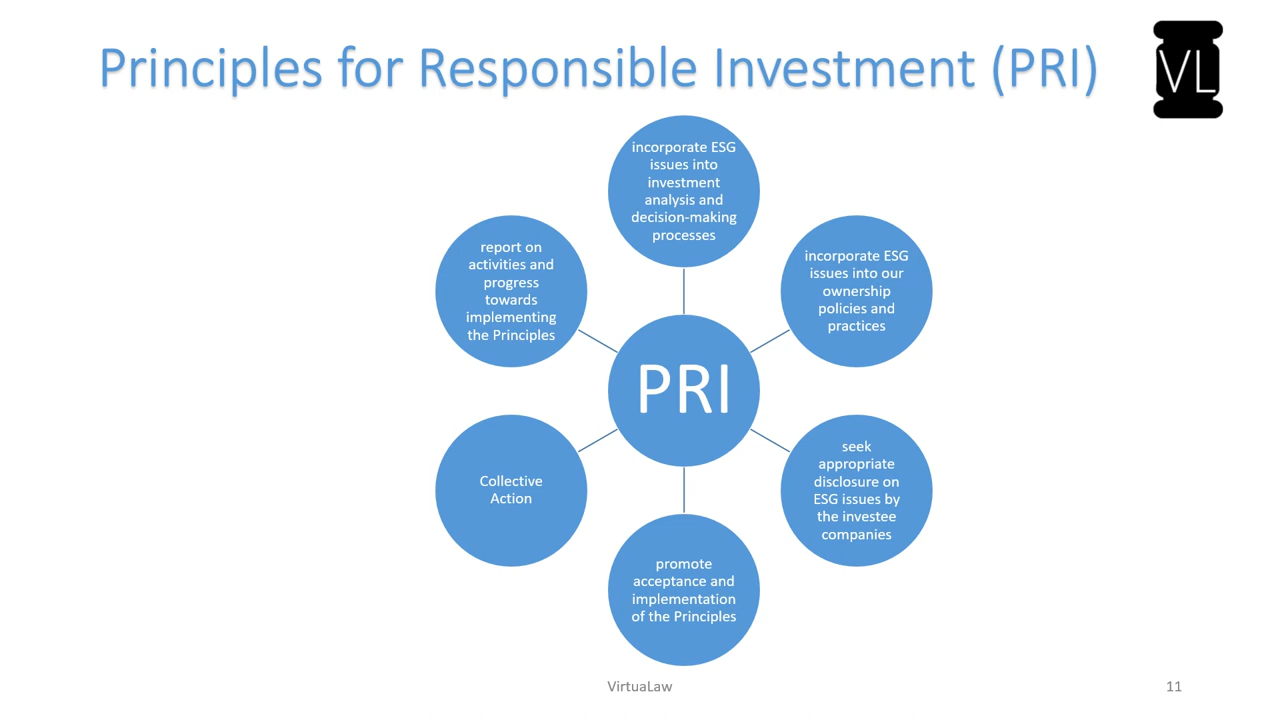 Principles for Responsible Investment (PRI)
VL
incorporate ESG
issues into
investment
analysis and
decision-making
processes
incorporate ESG
issues into our
ownership
policies and
practices
seek
appropriate
disclosure on
ESG issues by
the investee
companies
promote
acceptance and
implementation
of the Principles
Collective
Action
report on
activities and
progress
towards
implementing
the Principles
PRI
VirtuaLaw
11